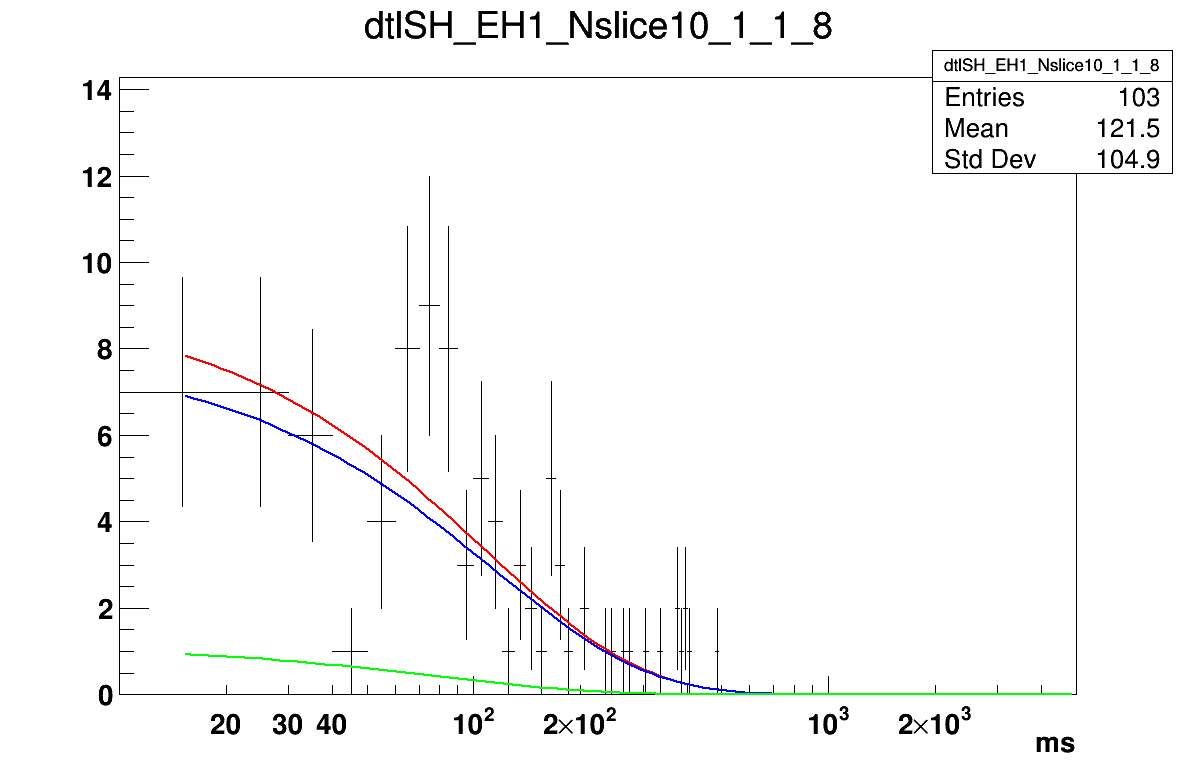 dtlSH_EH1_Nslice10_1_1_8
dtlSH_EH1_Nslice10_1_1_8
Entries 103
Mean 121.5
Std Dev 104.9
14
12
10
8
6
4
2
0
20 30 40 10² 2×10² 10³ 2×10³
ms